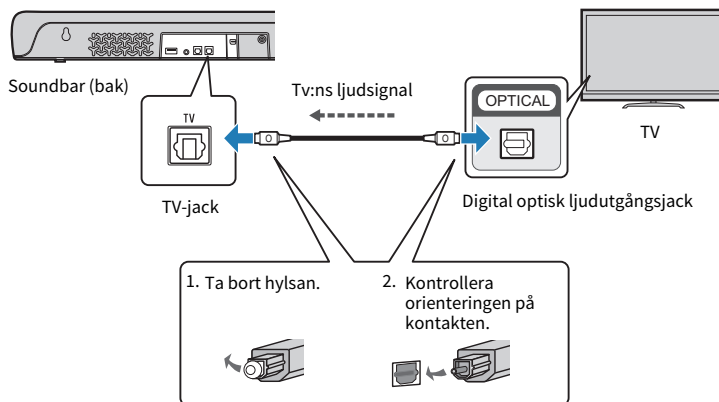 Soundbar (bak)
Tv:ns ljudsignal
OPTICAL
TV
TV
TV-jack
Digital optisk ljudutgångsjack
1. Ta bort hylsan.
2. Kontrollera
orienteringen på
kontakten.